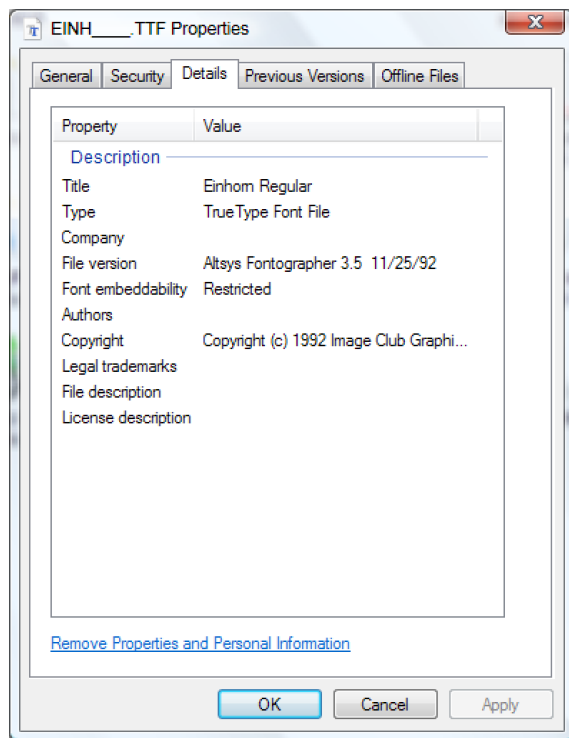 EINH____.TTF Properties
General Security Details Previous Versions Offline Files
Property Value
Description
Title Einhorn Regular
Type TrueType Font File
Company
File version Altsys Fontographer 3.5 11/25/92
Font embeddability Restricted
Authors
Copyright Copyright (c) 1992 Image Club Graphi...
Legal trademarks
File description
License description
Remove Properties and Personal Information
OK Cancel Apply